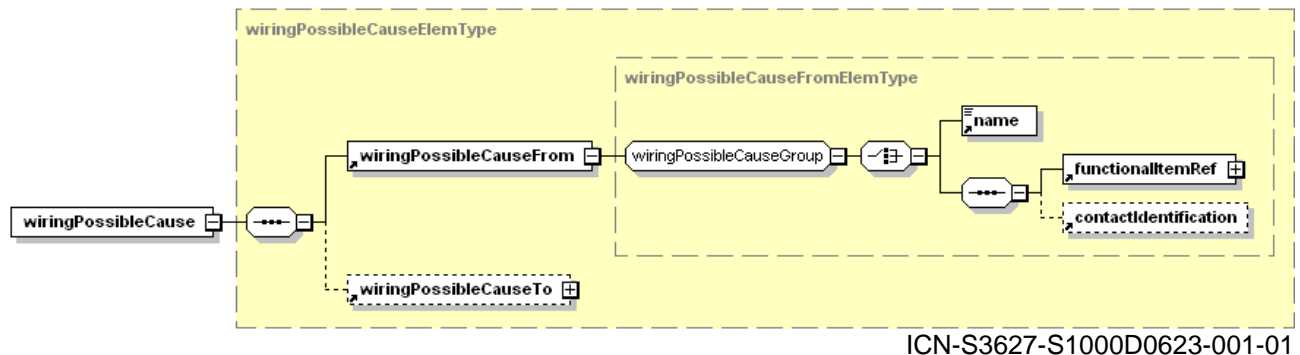 wiringPossibleCauseElemType
wiringPossibleCauseFromElemType
name
wiringPossibleCauseFrom
wiringPossibleCauseGroup
functionalItemRef
contactIdentification
wiringPossibleCause
wiringPossibleCauseTo
ICN-S3627-S1000D0623-001-01